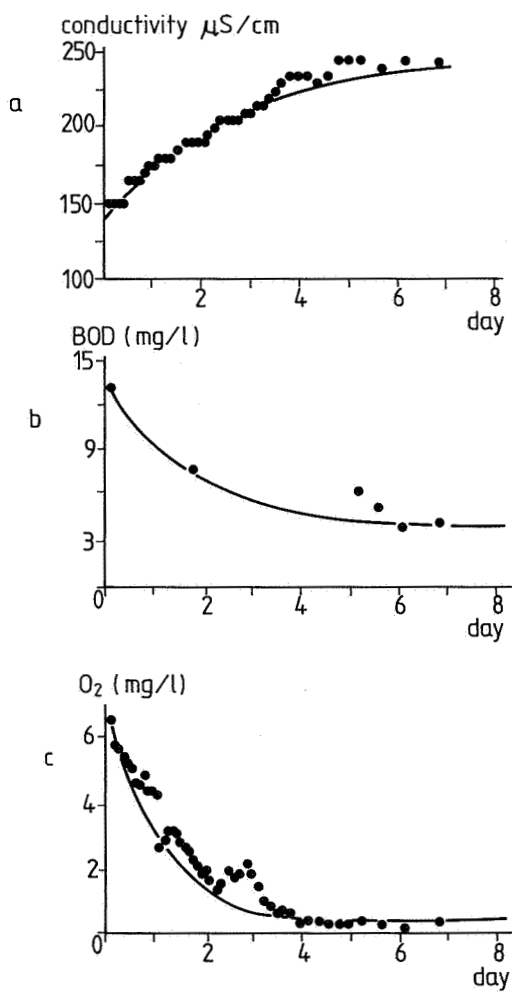 conductivity µS/cm
a
250
200
150
100
2 4 6 8
day
BOD (mg/l)
b
15
9
3
0 2 4 6 8
day
O₂ (mg/l)
c
6
4
2
0 2 4 6 8
day